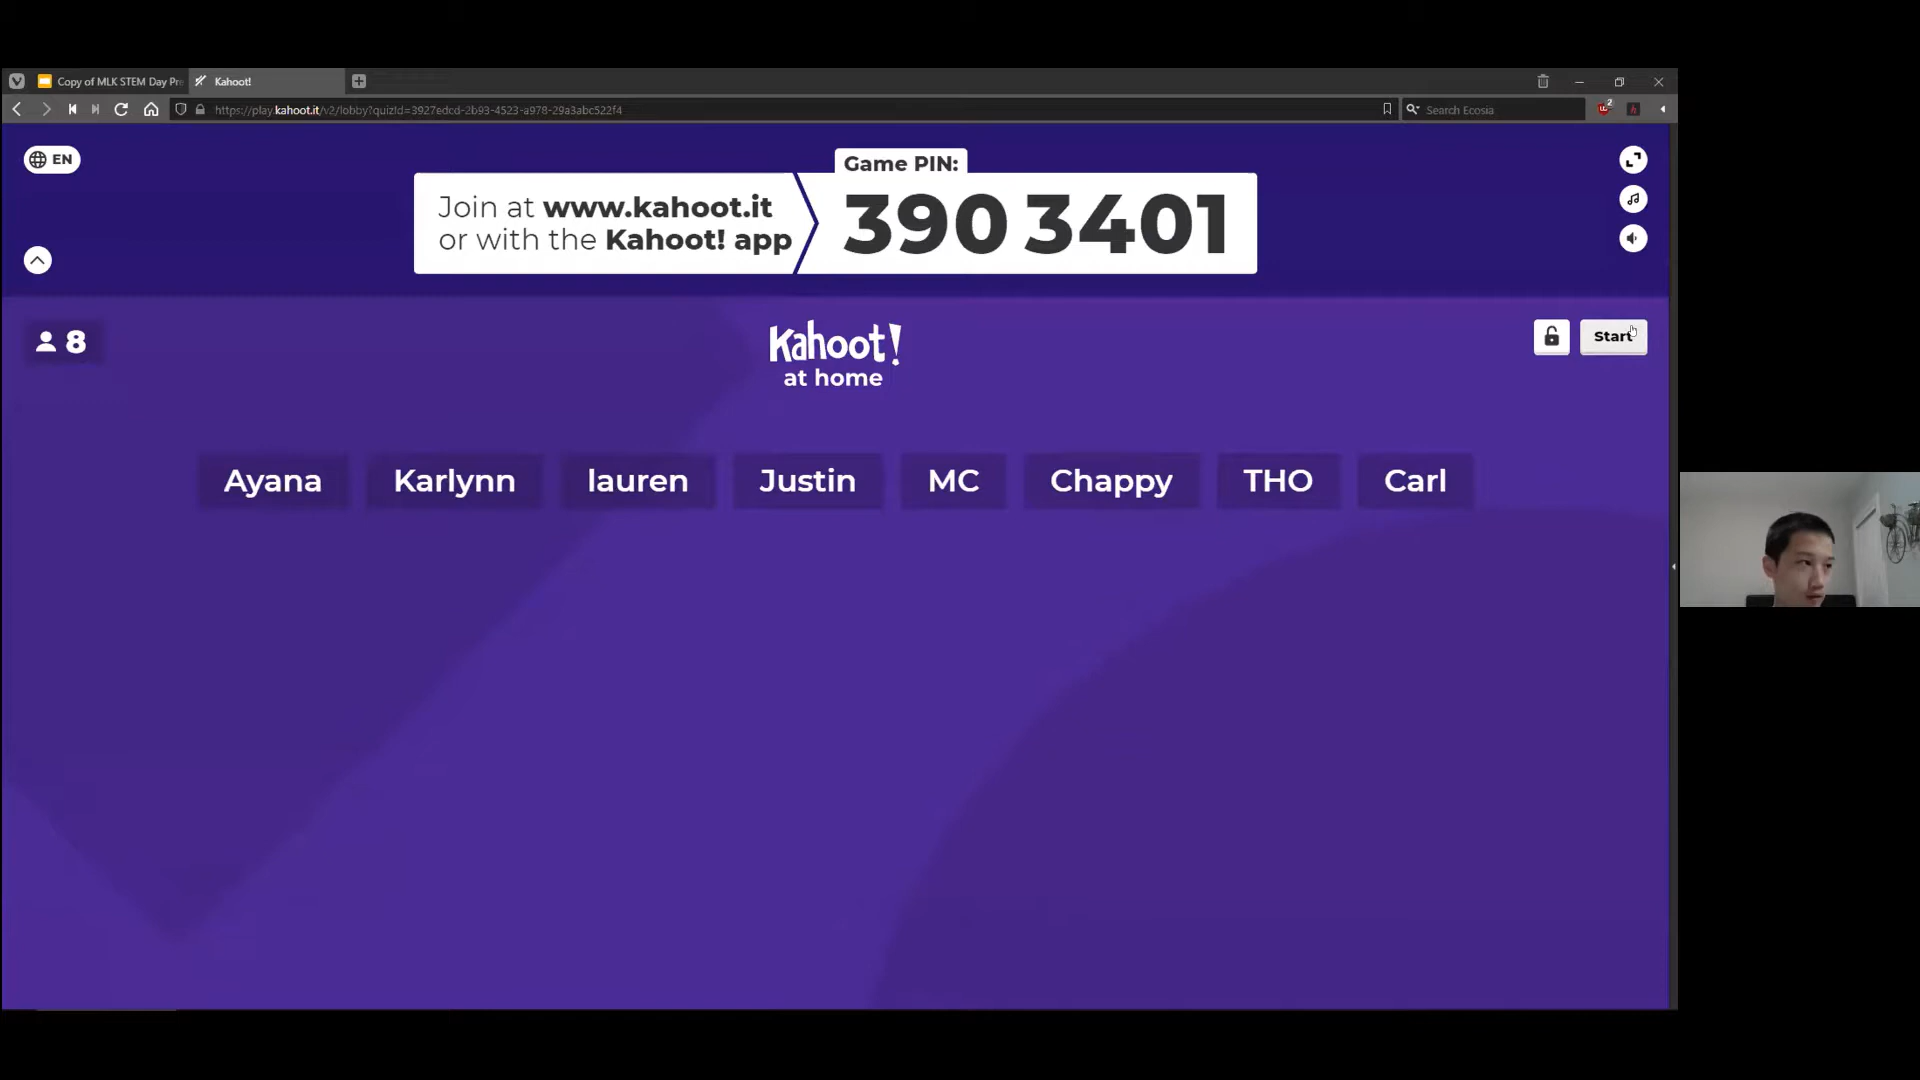 Copy of MLK STEM Day Pre
Kahoot!
https://play.kahoot.it/v2/lobby?quizId=3927edcd-2b93-4523-a978-29a3abc522f4
Search Ecosia
2
EN
Game PIN:
Join at www.kahoot.it
or with the Kahoot! app
390 3401
8
Kahoot!
at home
Start
Ayana
Karlynn
lauren
Justin
MC
Chappy
THO
Carl